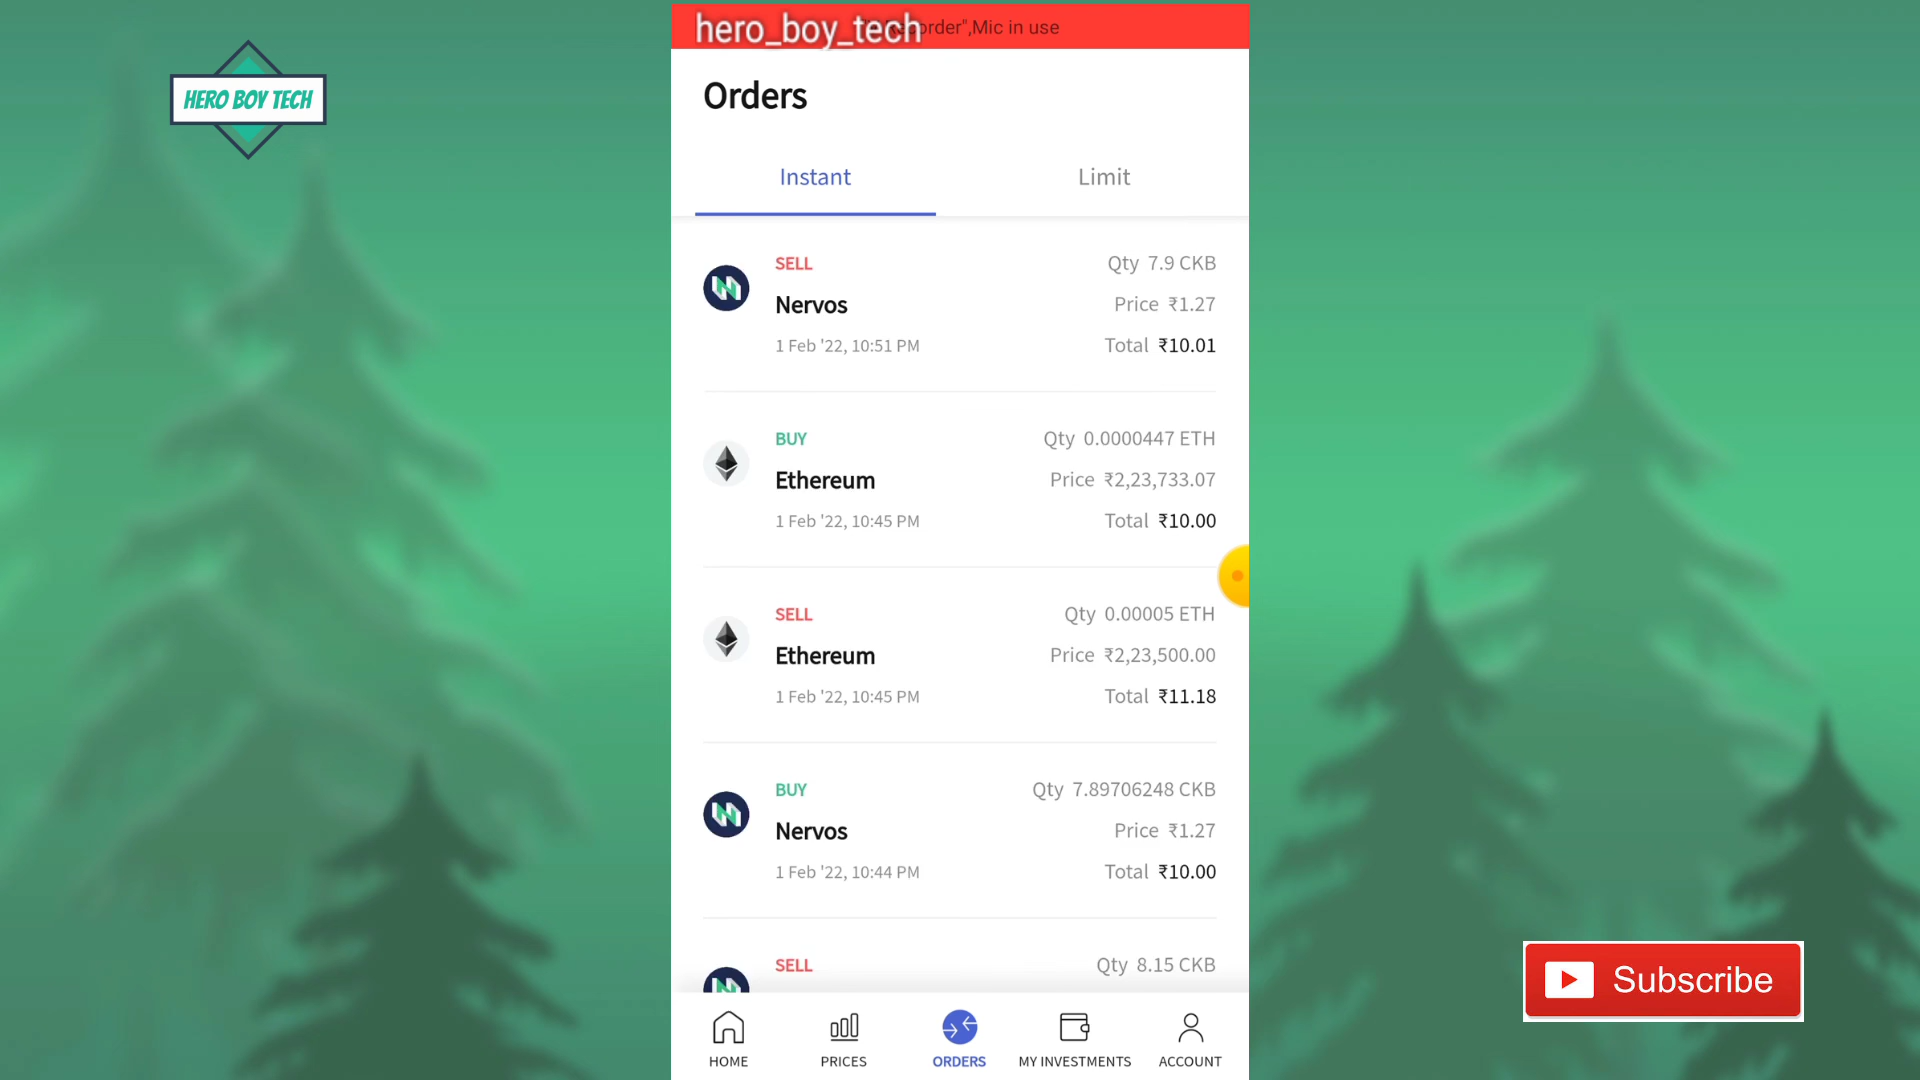 hero_boy_tech
order",Mic in use
HERO BOY TECH
Orders
Instant
Limit
SELL
Qty 7.9 CKB
Nervos
Price ₹1.27
1 Feb '22, 10:51 PM
Total ₹10.01
BUY
Qty 0.0000447 ETH
Ethereum
Price ₹2,23,733.07
1 Feb '22, 10:45 PM
Total ₹10.00
SELL
Qty 0.00005 ETH
Ethereum
Price ₹2,23,500.00
1 Feb '22, 10:45 PM
Total ₹11.18
BUY
Qty 7.89706248 CKB
Nervos
Price ₹1.27
1 Feb '22, 10:44 PM
Total ₹10.00
SELL
Qty 8.15 CKB
Subscribe
HOME
PRICES
ORDERS
MY INVESTMENTS
ACCOUNT